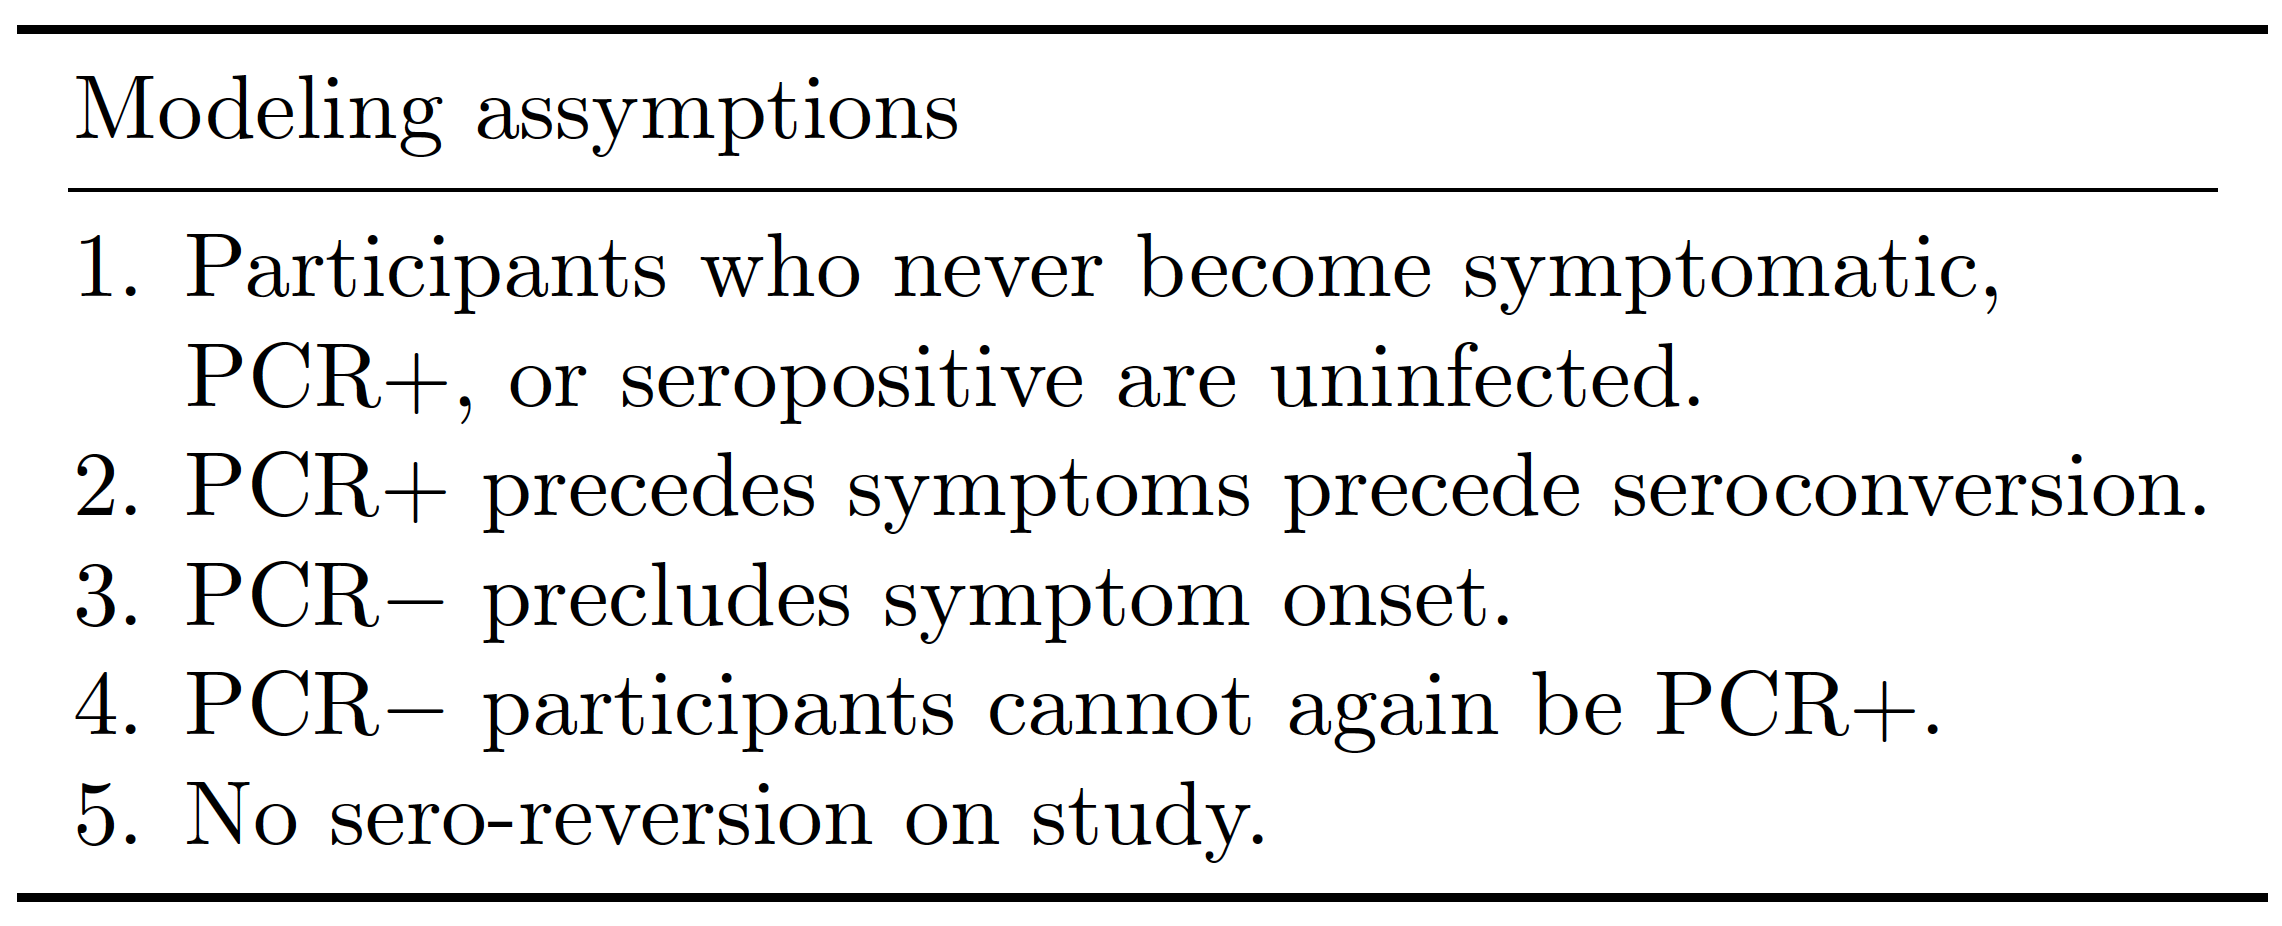 Modeling assymptions
1. Participants who never become symptomatic,
PCR+, or seropositive are uninfected.
2. PCR+ precedes symptoms precede seroconversion.
3. PCR− precludes symptom onset.
4. PCR− participants cannot again be PCR+.
5. No sero-reversion on study.